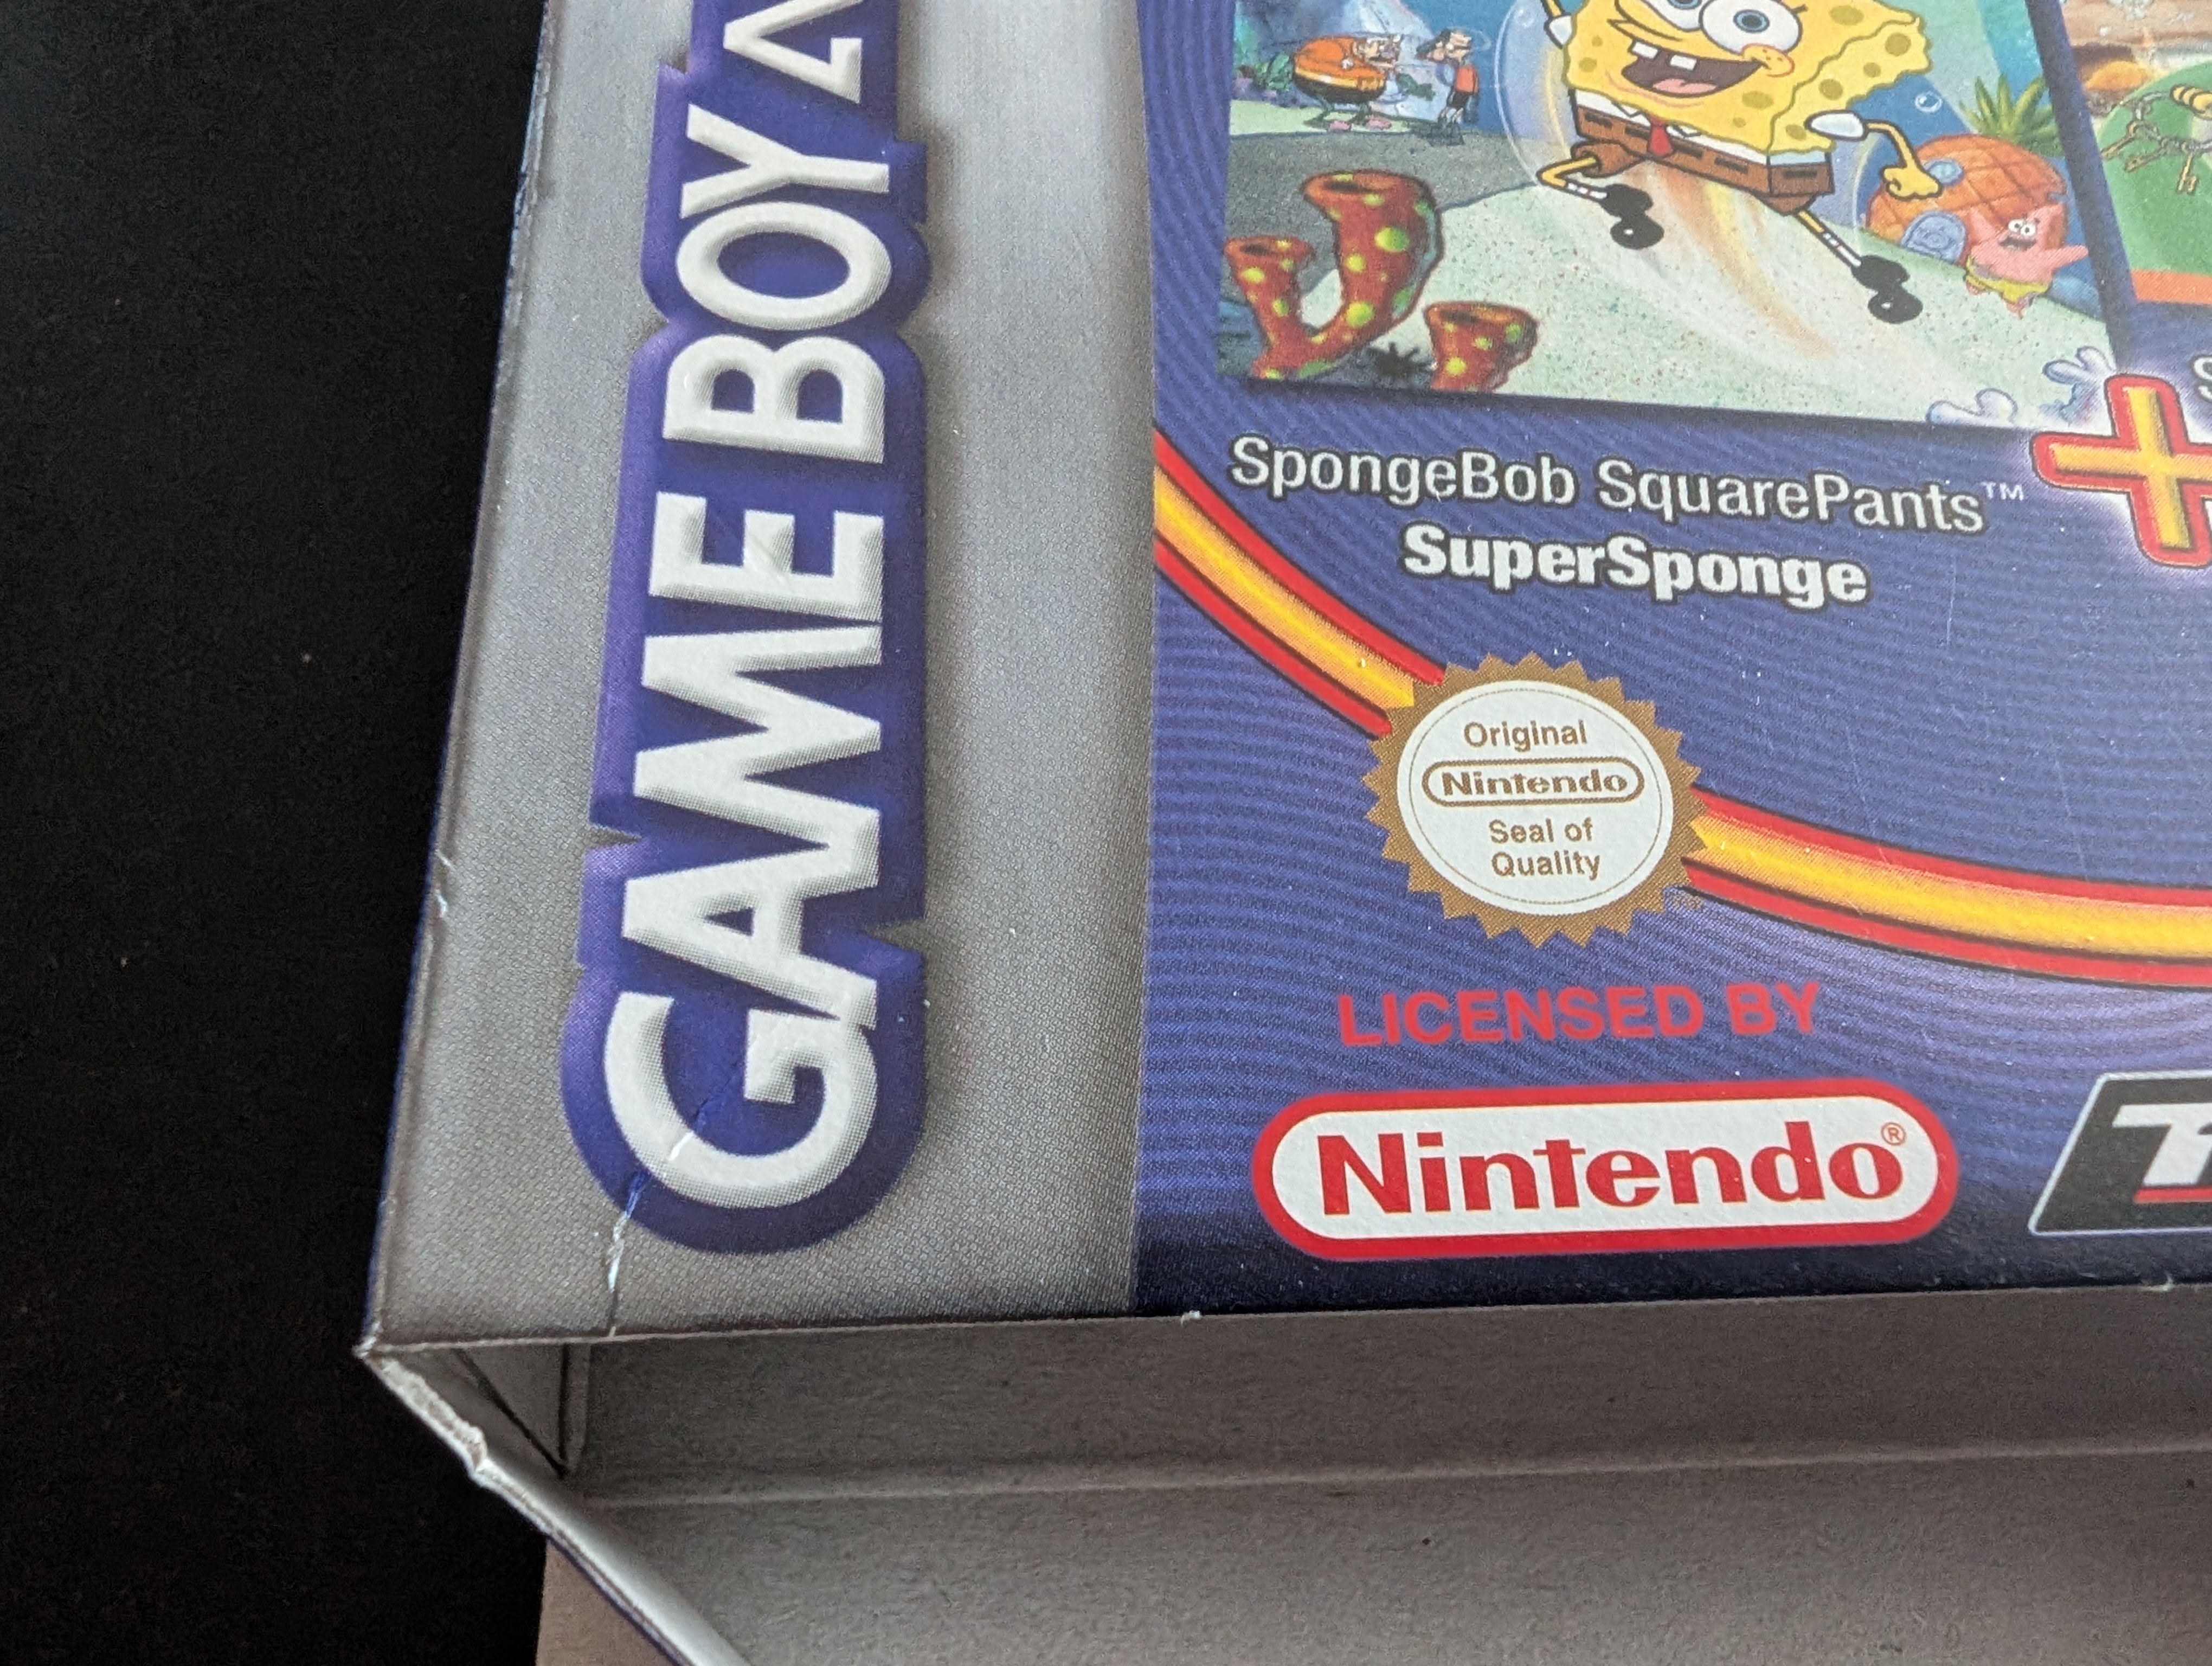 GAME BOY
SpongeBob SquarePants™
SuperSponge
Original
Nintendo
Seal of
Quality
LICENSED BY
Nintendo®